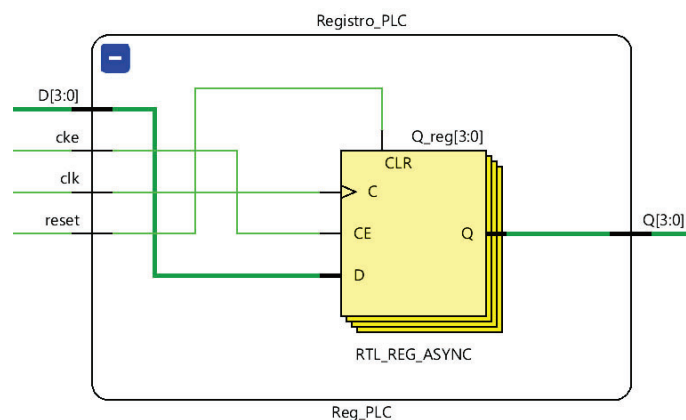 Registro_PLC
D[3:0]
cke
clk
reset
Q_reg[3:0]
CLR
C
CE
Q
D
Q[3:0]
RTL_REG_ASYNC
Reg_PLC